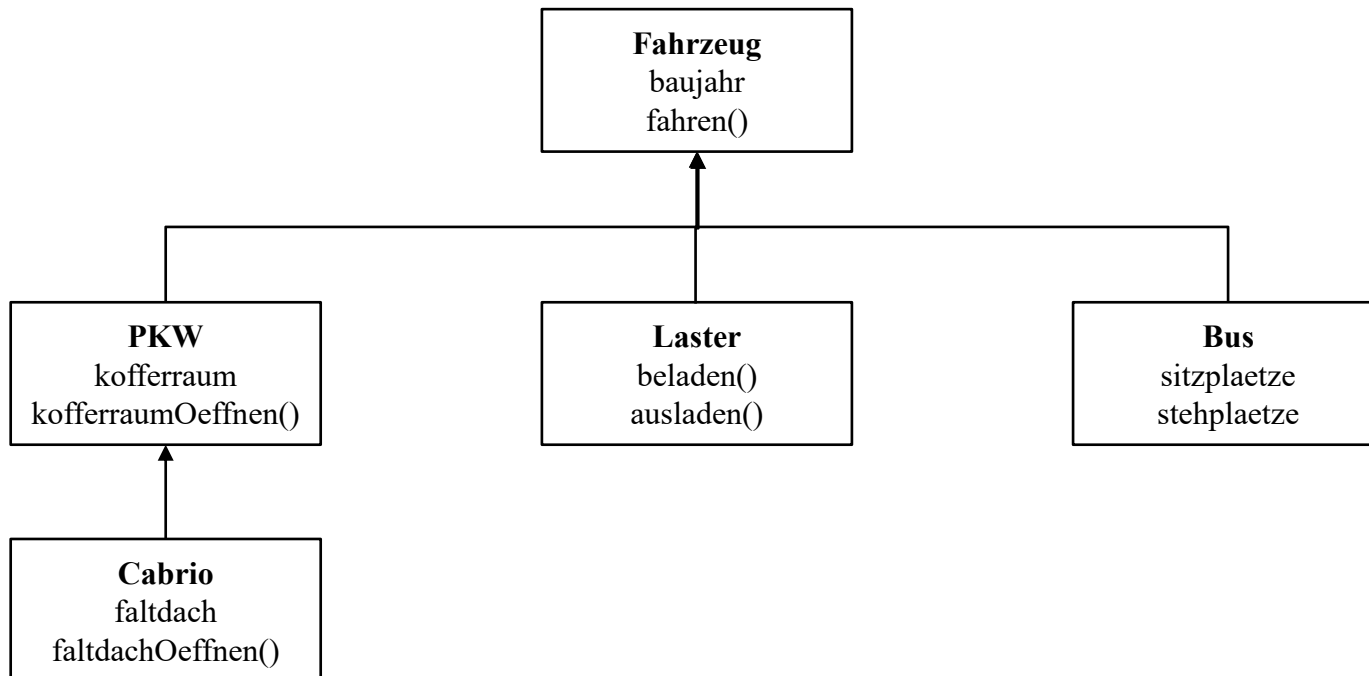 Fahrzeug
baujahr
fahren()
PKW
kofferraum
kofferraumOeffnen()
Laster
beladen()
ausladen()
Bus
sitzplaetze
stehplaetze
Cabrio
faltdach
faltdachOeffnen()